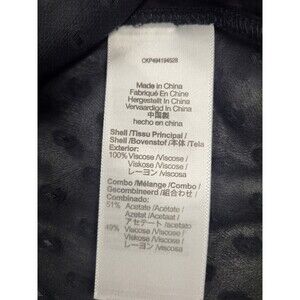 CKP494194528
Made in China
Fabriqué En Chine
Hergestellt In China
Vervaardigd In China
中国製
hecho en china
Shell /Tissu Principal /
Shell /Bovenstof /本体 /Tela
Exterior:
100% Viscose /Viscose /
Viskose /Viscose /
レーヨン /viscosa
Combo /Mélange /Combo /
Gecombineerd /組合わせ /
Combinado:
51% Acetate /Acétate /
Azetat /Acetaat /
アセテート /acetato
49% Viscose /Viscose /
Viskose /Viscose /
レーヨン /viscosa